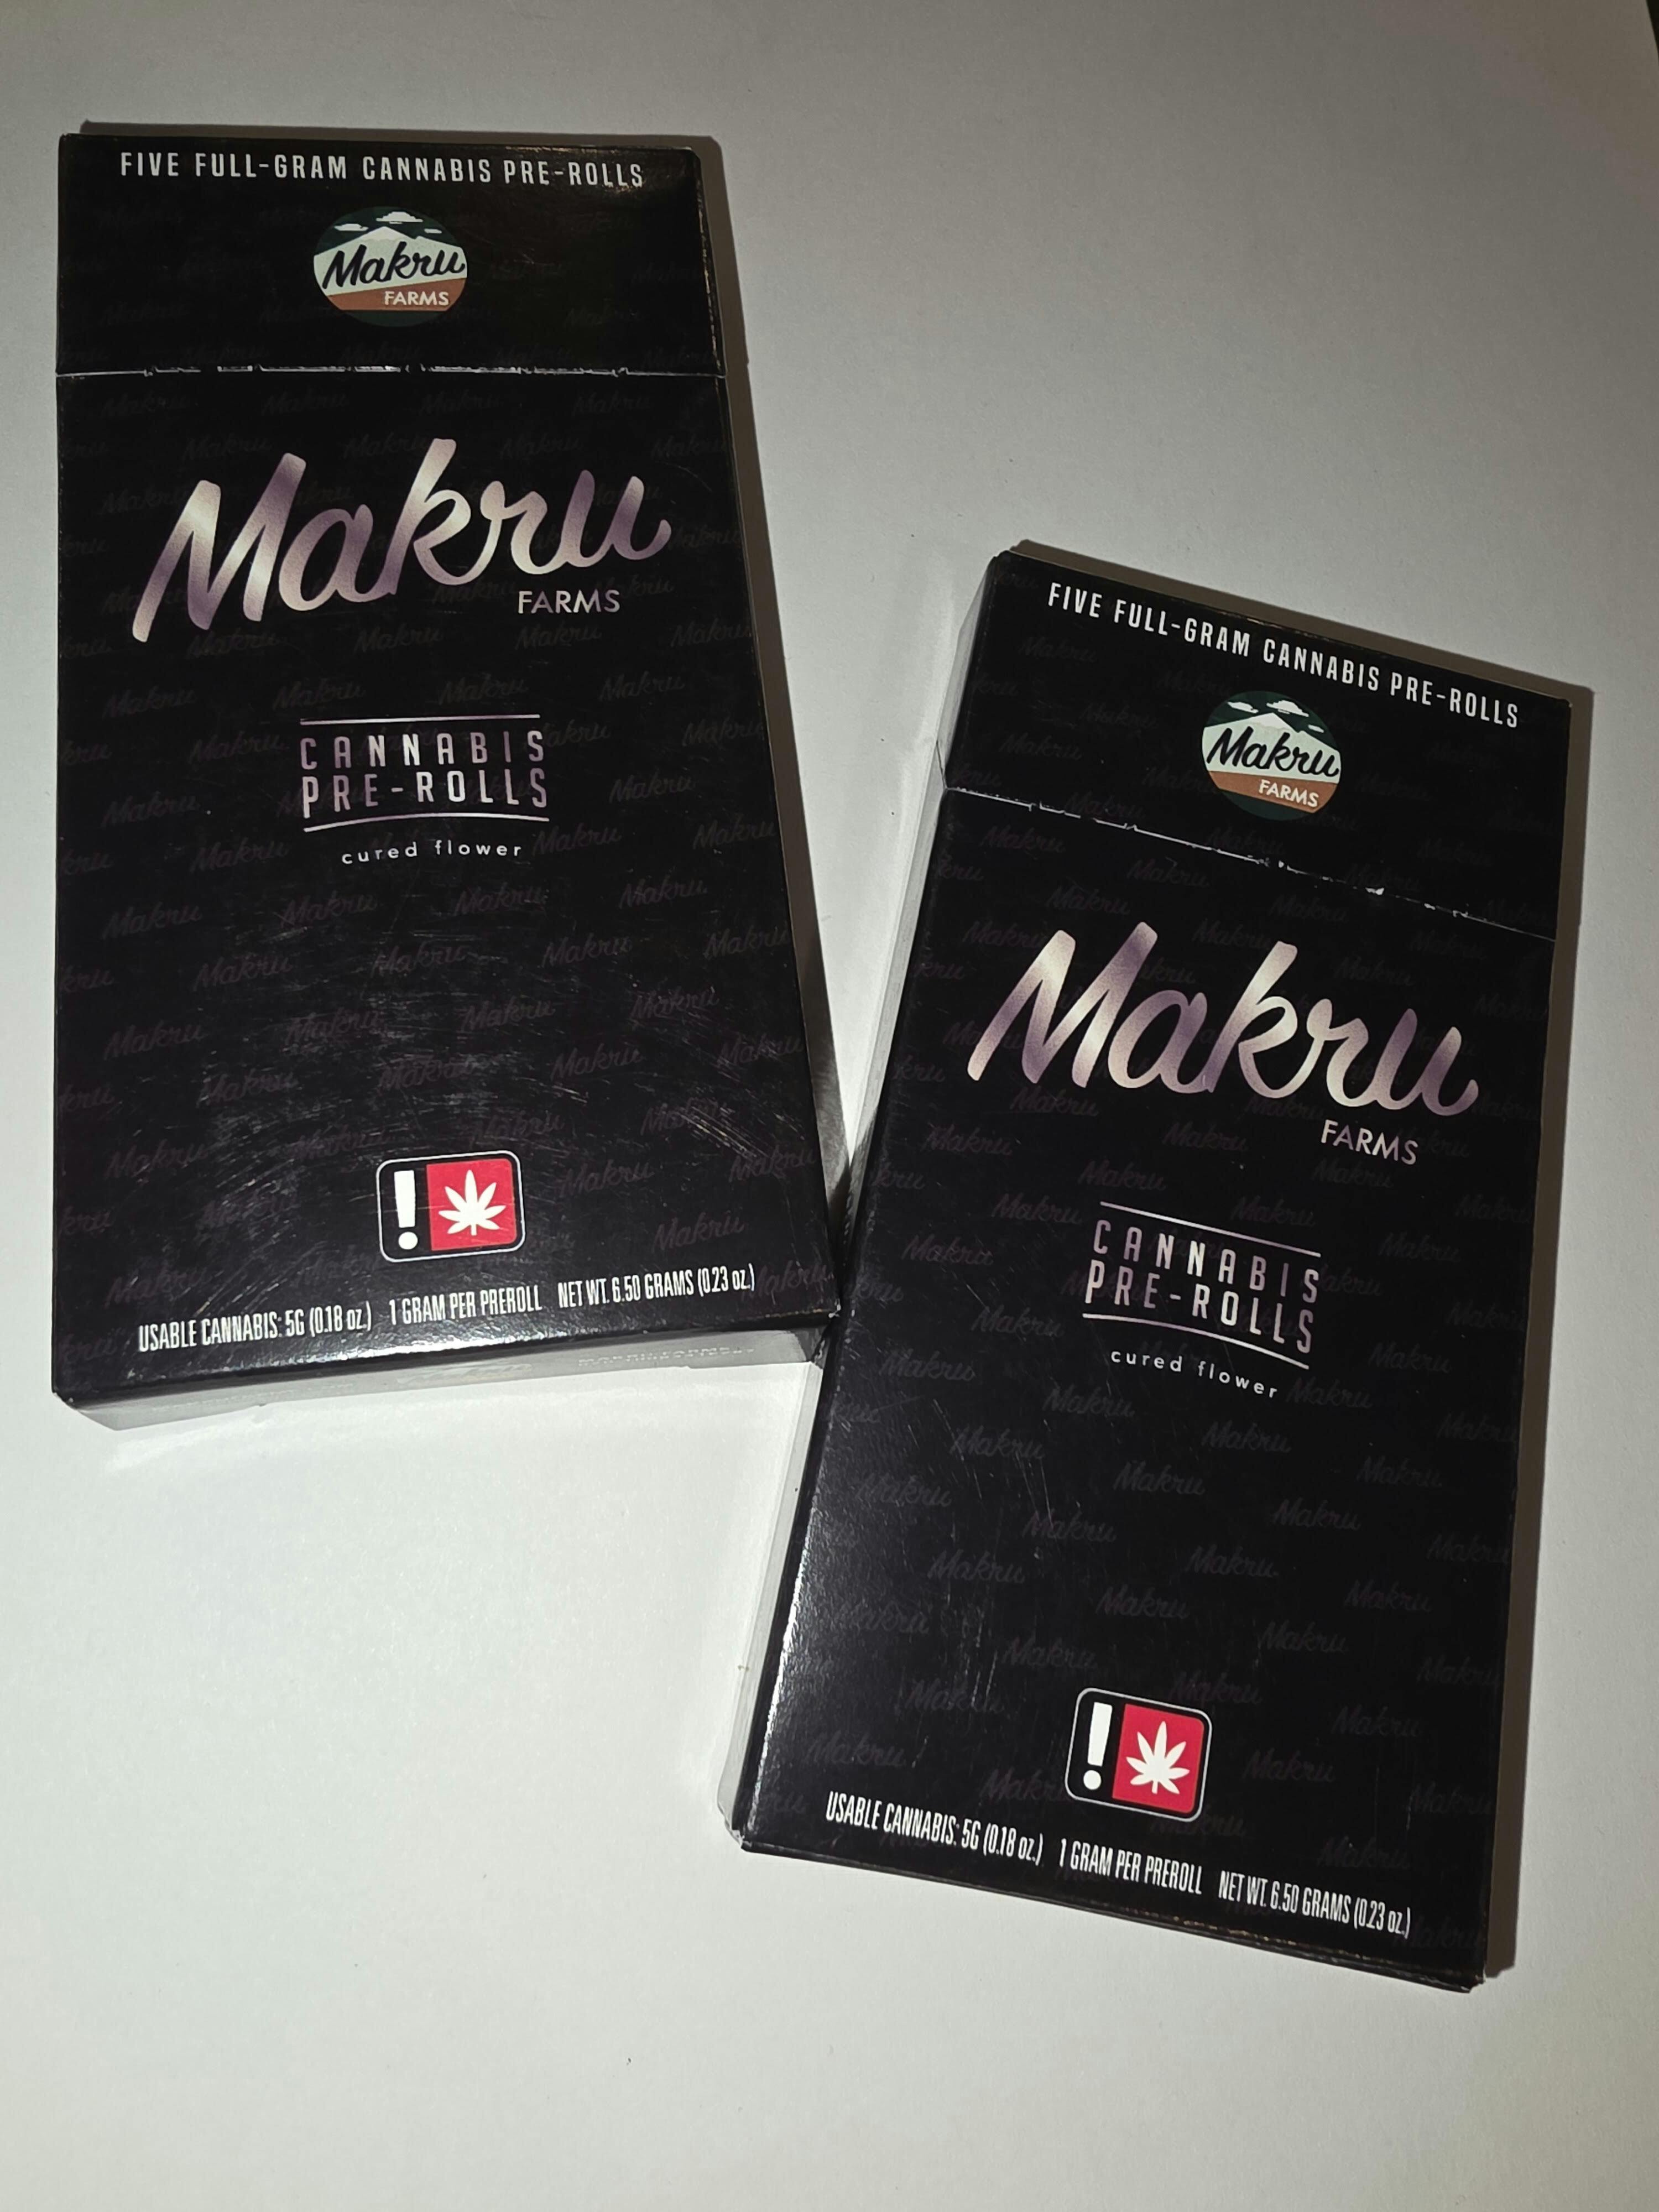 FIVE FULL-GRAM CANNABIS PRE-ROLLS
Makru
FARMS
Makru
FARMS
CANNABIS
PRE-ROLLS
cured flower
!
USABLE CANNABIS: 5G (0.18 oz.) 1 GRAM PER PREROLL NET WT. 6.50 GRAMS (0.23 oz.)
FIVE FULL-GRAM CANNABIS PRE-ROLLS
Makru
FARMS
Makru
FARMS
CANNABIS
PRE-ROLLS
cured flower
!
USABLE CANNABIS: 5G (0.18 oz.) 1 GRAM PER PREROLL NET WT. 6.50 GRAMS (0.23 oz.)